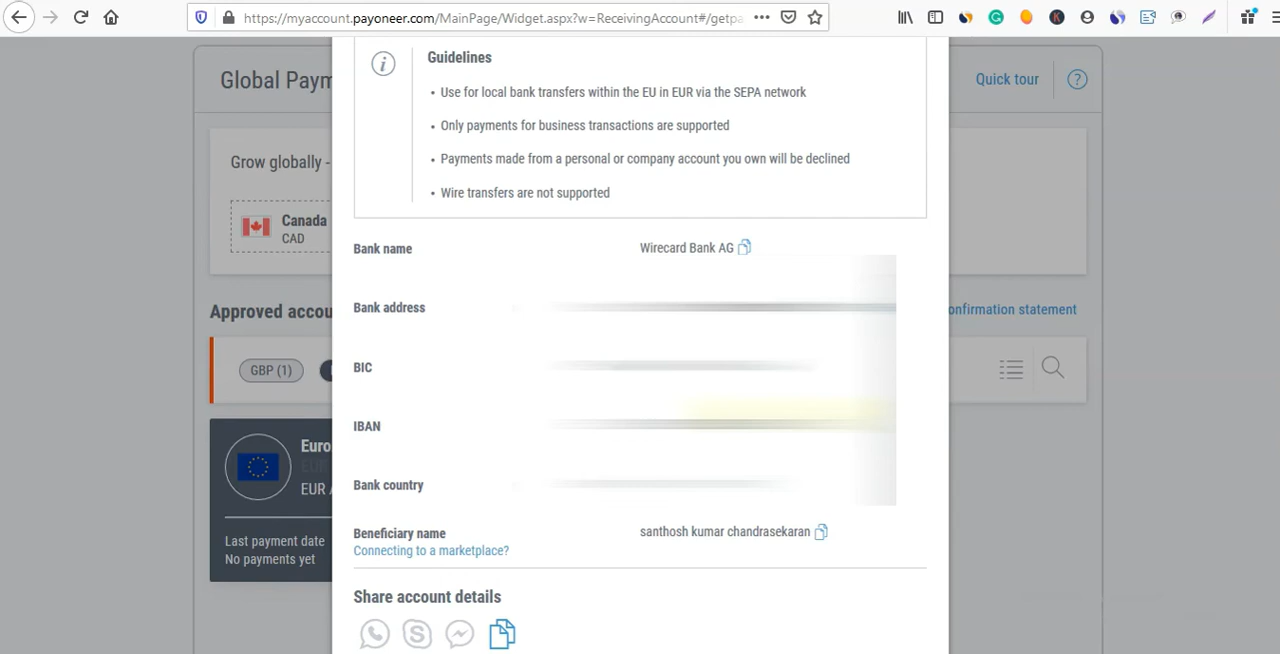 https://myaccount.payoneer.com/MainPage/Widget.aspx?w=ReceivingAccount#/getpa
Guidelines
• Use for local bank transfers within the EU in EUR via the SEPA network
• Only payments for business transactions are supported
• Payments made from a personal or company account you own will be declined
• Wire transfers are not supported
Global Paym
Quick tour
?
Grow globally -
Canada
CAD
Bank name
Wirecard Bank AG
Bank address
Approved accou
onfirmation statement
BIC
GBP (1)
IBAN
Euro
EUR A
Bank country
Beneficiary name
santhosh kumar chandrasekaran
Connecting to a marketplace?
Last payment date
No payments yet
Share account details